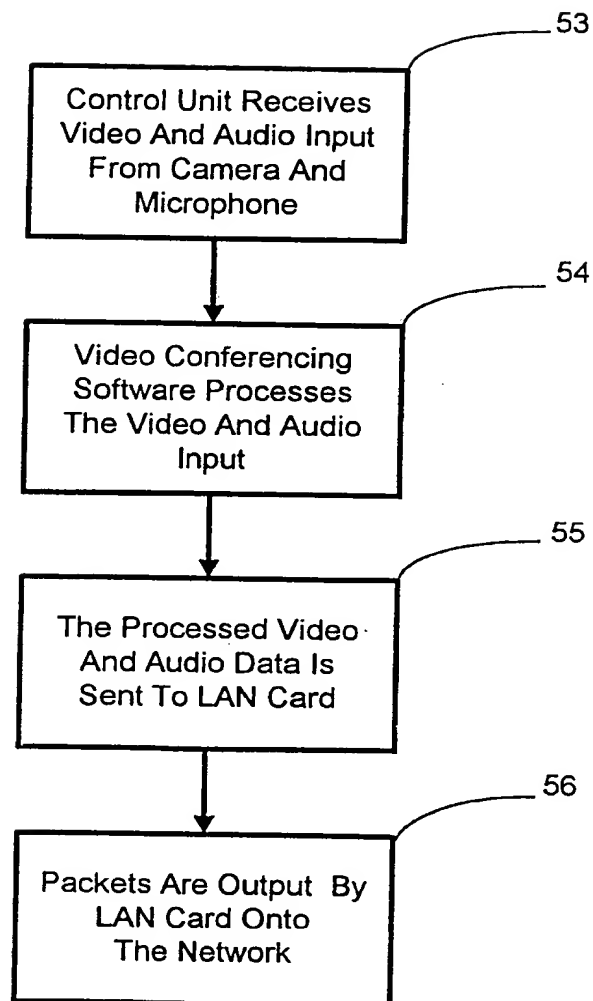 53
Control Unit Receives
Video And Audio Input
From Camera And
Microphone
54
Video Conferencing
Software Processes
The Video And Audio
Input
55
The Processed Video
And Audio Data Is
Sent To LAN Card
56
Packets Are Output By
LAN Card Onto
The Network